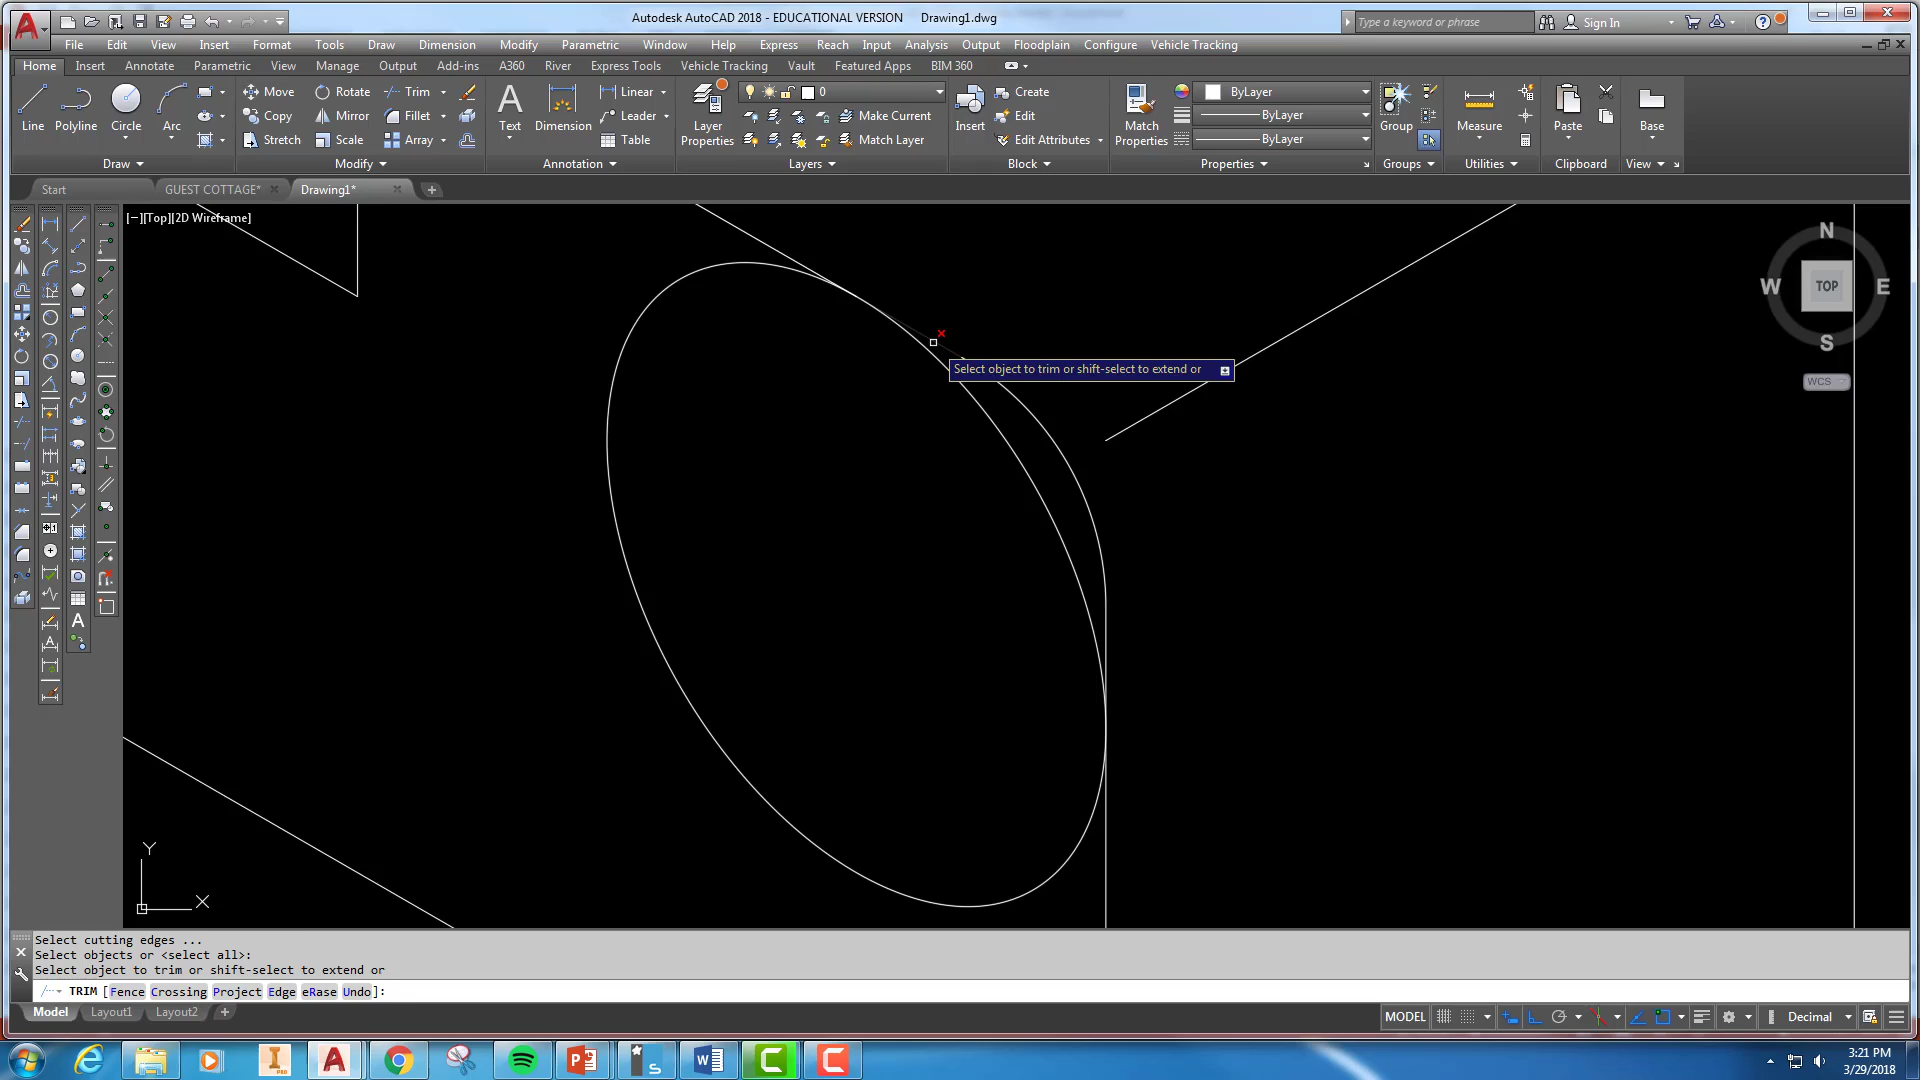 Autodesk AutoCAD 2018 - EDUCATIONAL VERSION Drawing1.dwg
Type a keyword or phrase
Sign In
File Edit View Insert Format Tools Draw Dimension Modify Parametric Window Help Express Reach Input Analysis Output Floodplain Configure Vehicle Tracking
Home Insert Annotate Parametric View Manage Output Add-ins A360 River Express Tools Vehicle Tracking Vault Featured Apps BIM 360
Line Polyline Circle Arc
Draw
Move Rotate Trim
Copy Mirror Fillet
Stretch Scale Array
Modify
Text Dimension
Linear
Leader
Table
Annotation
Layer Properties
0
Make Current
Match Layer
Layers
Insert
Create
Edit
Edit Attributes
Block
Match Properties
ByLayer
ByLayer
ByLayer
Properties
Group
Groups
Measure
Utilities
Paste
Clipboard
Base
View
Start GUEST COTTAGE* Drawing1*
[−][Top][2D Wireframe]
N
W TOP E
S
WCS
Select object to trim or shift-select to extend or
Y
X
Select cutting edges ...
Select objects or <select all>:
Select object to trim or shift-select to extend or
TRIM [Fence Crossing Project Edge eRase Undo]:
Model Layout1 Layout2
MODEL
Decimal
3:21 PM
3/29/2018